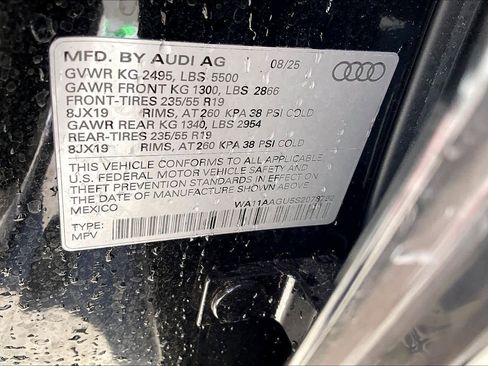 MFD. BY AUDI AG 08/25
GVWR KG 2495, LBS 5500
GAWR FRONT KG 1300, LBS 2866
FRONT-TIRES 235/55 R19
8JX19 RIMS, AT 260 KPA 38 PSI COLD
GAWR REAR KG 1340, LBS 2954
REAR-TIRES 235/55 R19
8JX19 RIMS, AT 260 KPA 38 PSI COLD
THIS VEHICLE CONFORMS TO ALL APPLICABLE
U.S. FEDERAL MOTOR VEHICLE SAFETY AND
THEFT PREVENTION STANDARDS IN EFFECT ON
THE DATE OF MANUFACTURE SHOWN ABOVE.
MEXICO
TYPE:
MPV